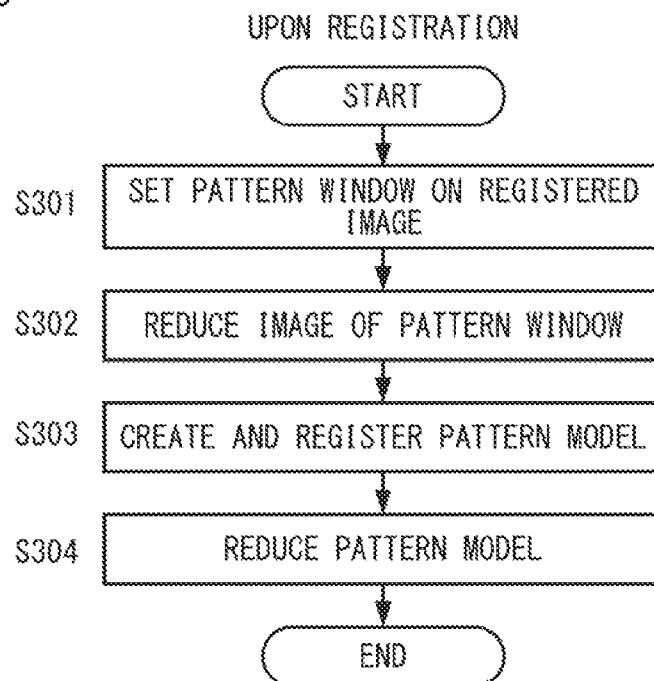 UPON REGISTRATION
START
S301 SET PATTERN WINDOW ON REGISTERED
IMAGE
S302 REDUCE IMAGE OF PATTERN WINDOW
S303 CREATE AND REGISTER PATTERN MODEL
S304 REDUCE PATTERN MODEL
END